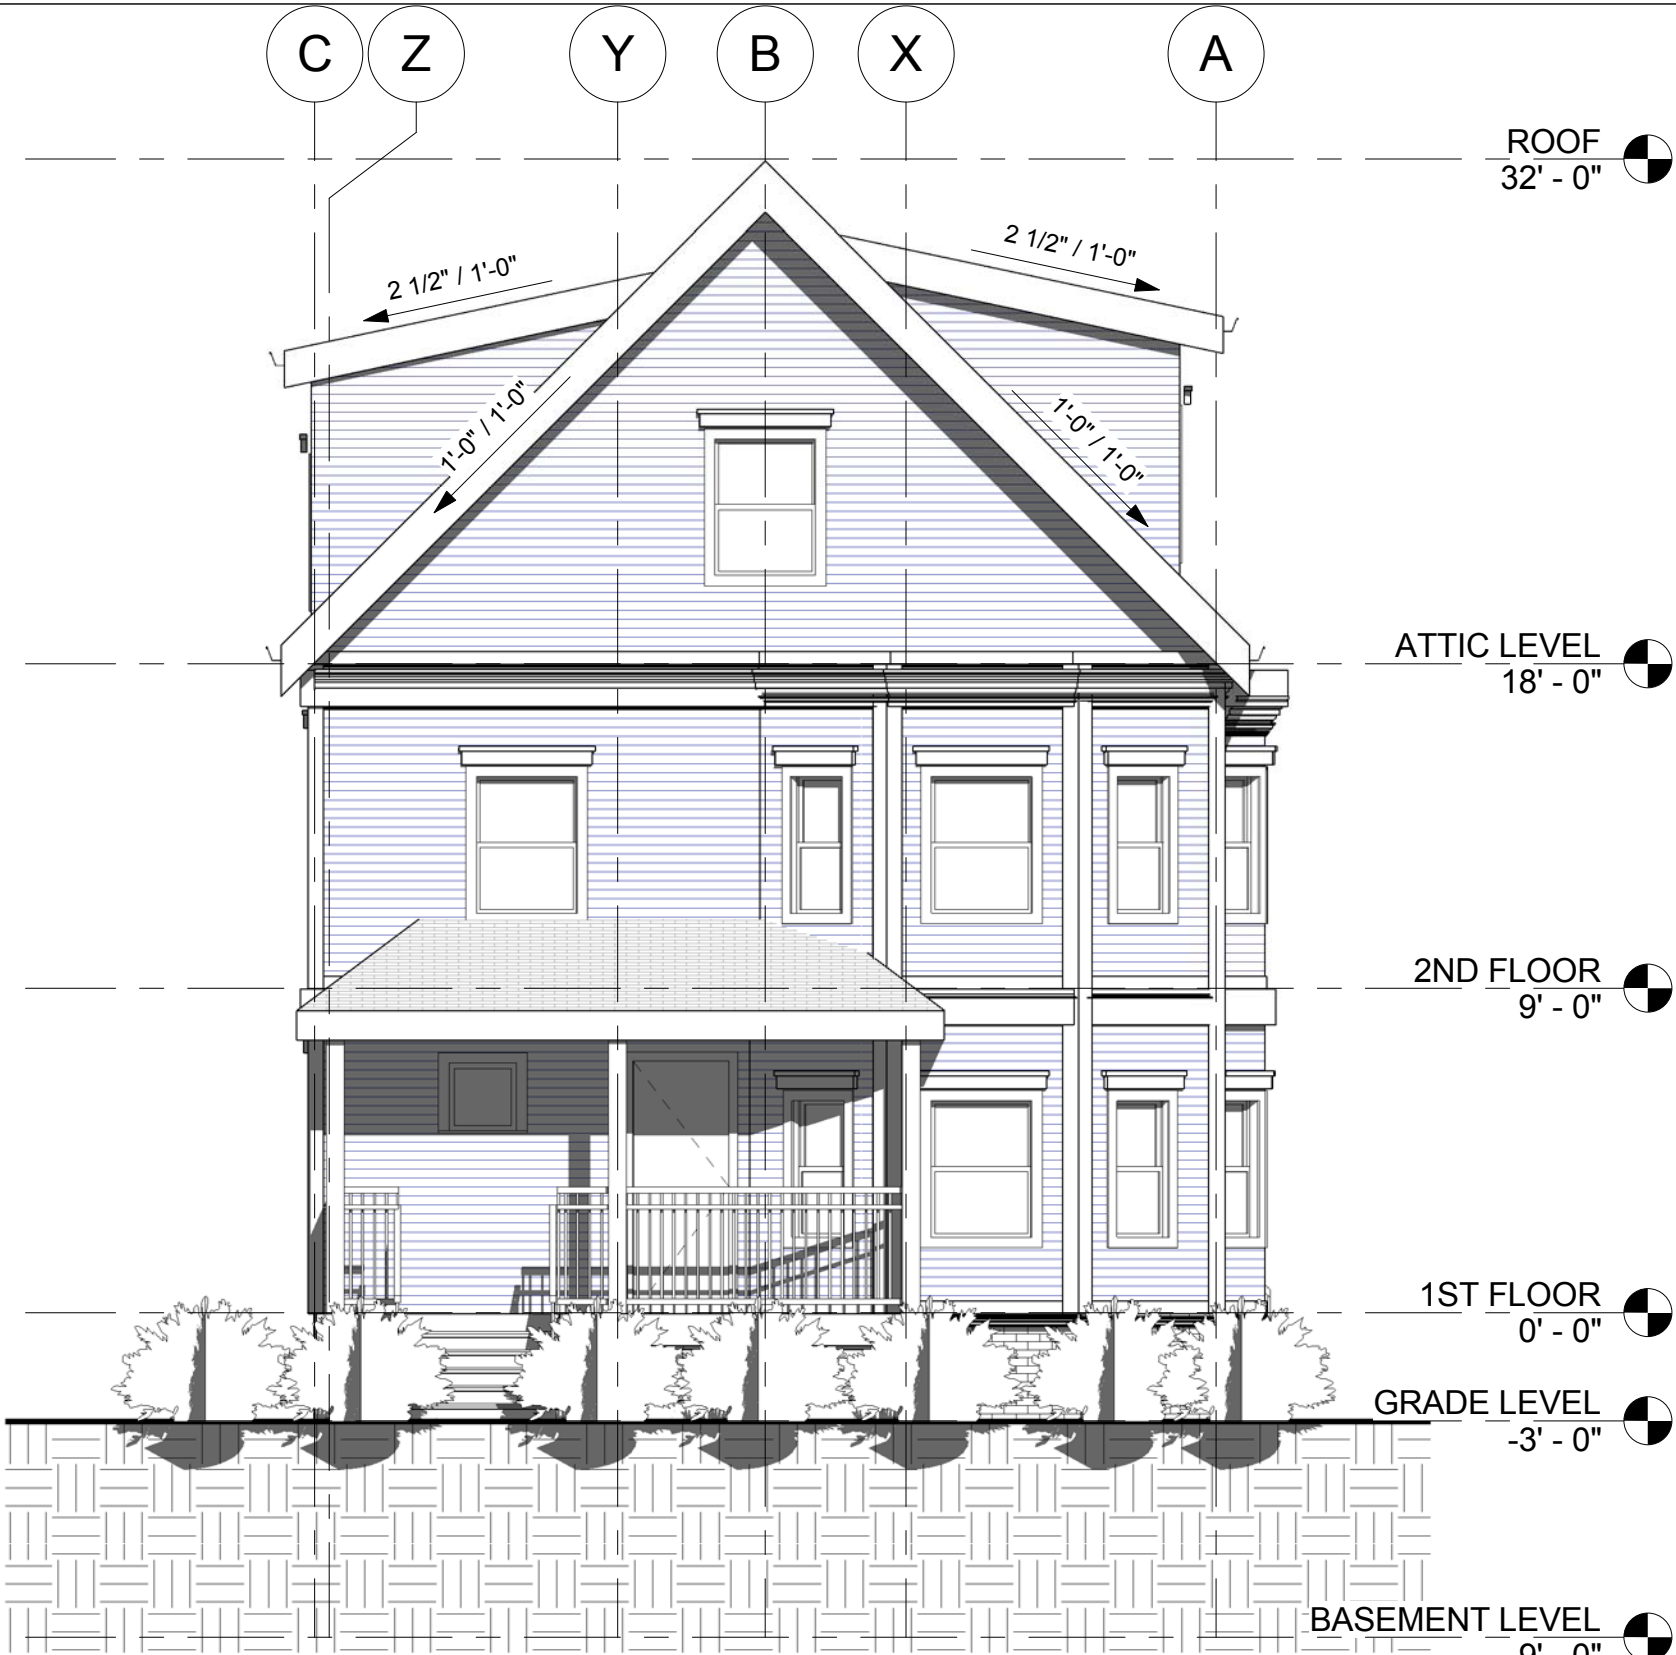 C Z Y B X A
ROOF
32' - 0"
2 1/2" / 1'-0"
2 1/2" / 1'-0"
1'-0" / 1'-0"
1'-0" / 1'-0"
ATTIC LEVEL
18' - 0"
2ND FLOOR
9' - 0"
1ST FLOOR
0' - 0"
GRADE LEVEL
-3' - 0"
BASEMENT LEVEL
9' - 0"